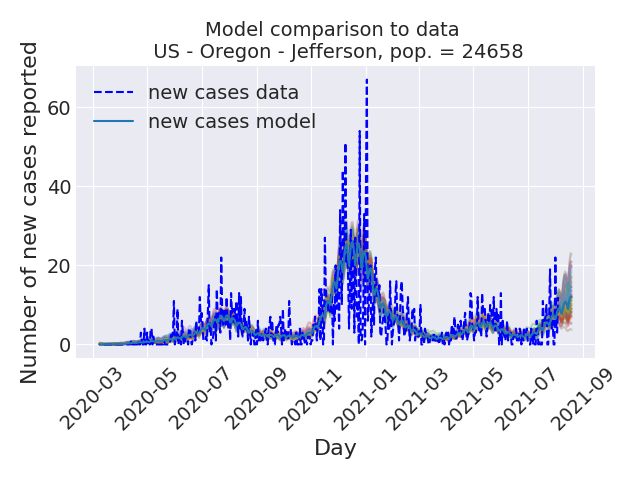 Model comparison to data
US - Oregon - Jefferson, pop. = 24658
Number of new cases reported
60
40
20
0
new cases data
new cases model
2020-03
2020-05
2020-07
2020-09
2020-11
2021-01
2021-03
2021-05
2021-07
2021-09
Day